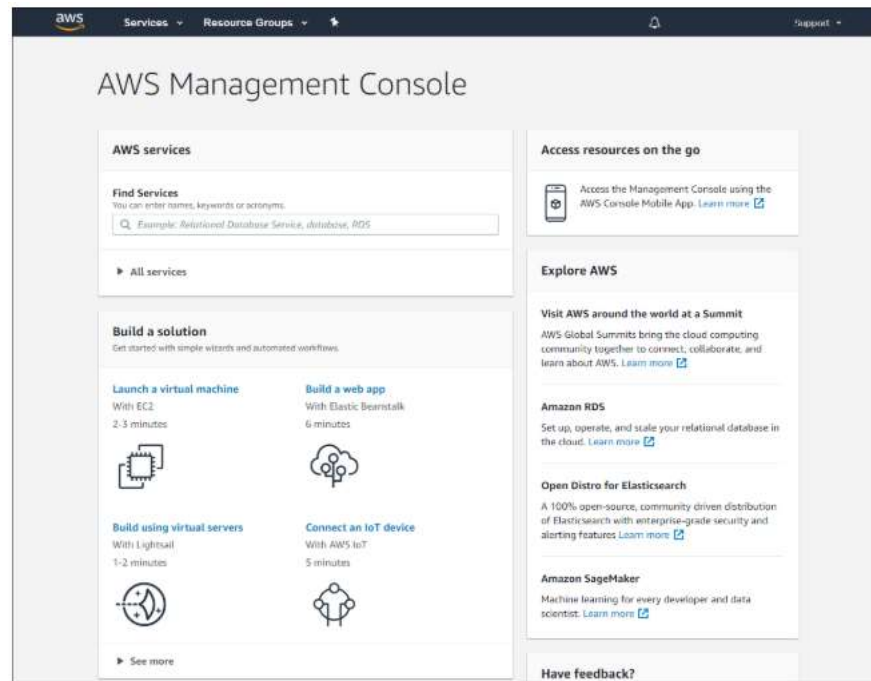 aws
Services
Resource Groups
Support
AWS Management Console
AWS services
Find Services
You can enter names, keywords or acronyms.
Example: Relational Database Service, database, RDS
All services
Build a solution
Get started with simple wizards and automated workflows.
Launch a virtual machine
With EC2
2-3 minutes
Build a web app
With Elastic Beanstalk
6 minutes
Build using virtual servers
With Lightsail
1-2 minutes
Connect an IoT device
With AWS IoT
5 minutes
See more
Access resources on the go
Access the Management Console using the
AWS Console Mobile App. Learn more
Explore AWS
Visit AWS around the world at a Summit
AWS Global Summits bring the cloud computing
community together to connect, collaborate, and
learn about AWS. Learn more
Amazon RDS
Set up, operate, and scale your relational database in
the cloud. Learn more
Open Distro for Elasticsearch
A 100% open-source, community driven distribution
of Elasticsearch with enterprise-grade security and
alerting features Learn more
Amazon SageMaker
Machine learning for every developer and data
scientist. Learn more
Have feedback?